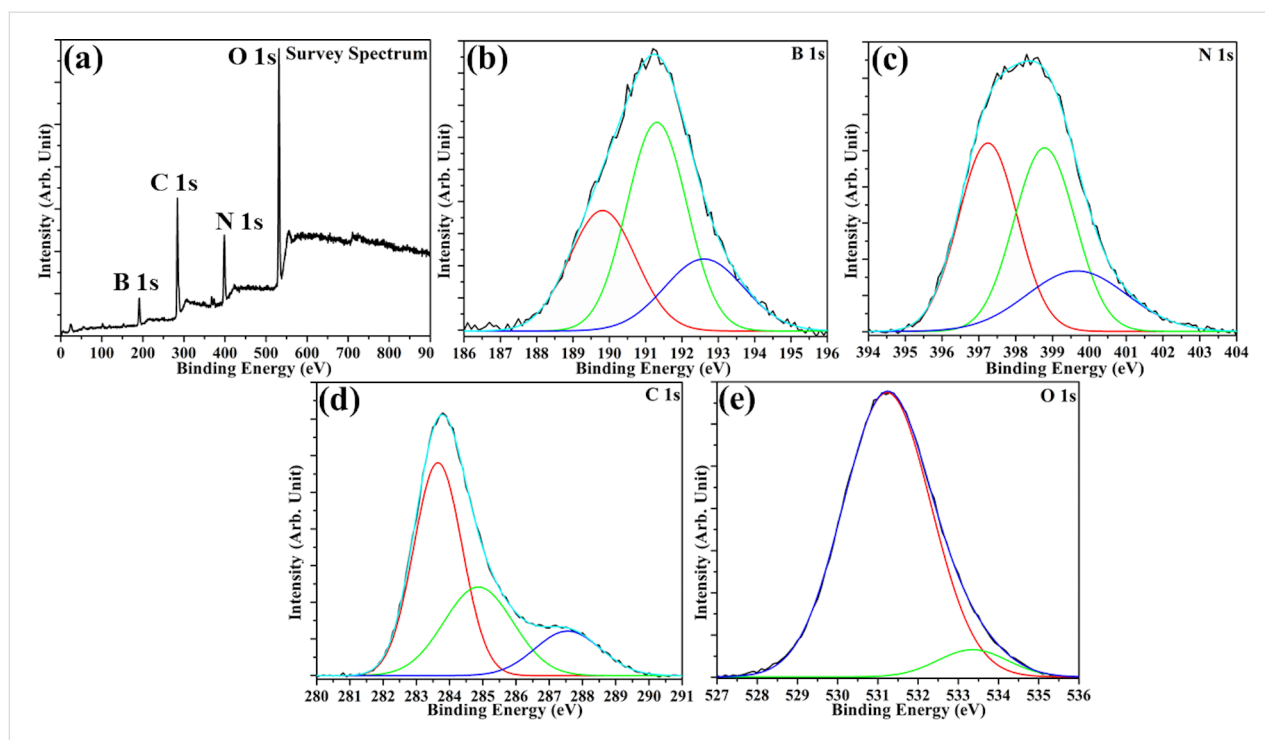 (a)
Survey Spectrum
O 1s
C 1s
N 1s
B 1s
Intensity (Arb. Unit)
0 100 200 300 400 500 600 700 800 90
Binding Energy (eV)
(b)
B 1s
Intensity (Arb. Unit)
186 187 188 189 190 191 192 193 194 195 196
Binding Energy (eV)
(c)
N 1s
Intensity (Arb. Unit)
394 395 396 397 398 399 400 401 402 403 404
Binding Energy (eV)
(d)
C 1s
Intensity (Arb. Unit)
280 281 282 283 284 285 286 287 288 289 290 291
Binding Energy (eV)
(e)
O 1s
Intensity (Arb. Unit)
527 528 529 530 531 532 533 534 535 536
Binding Energy (eV)